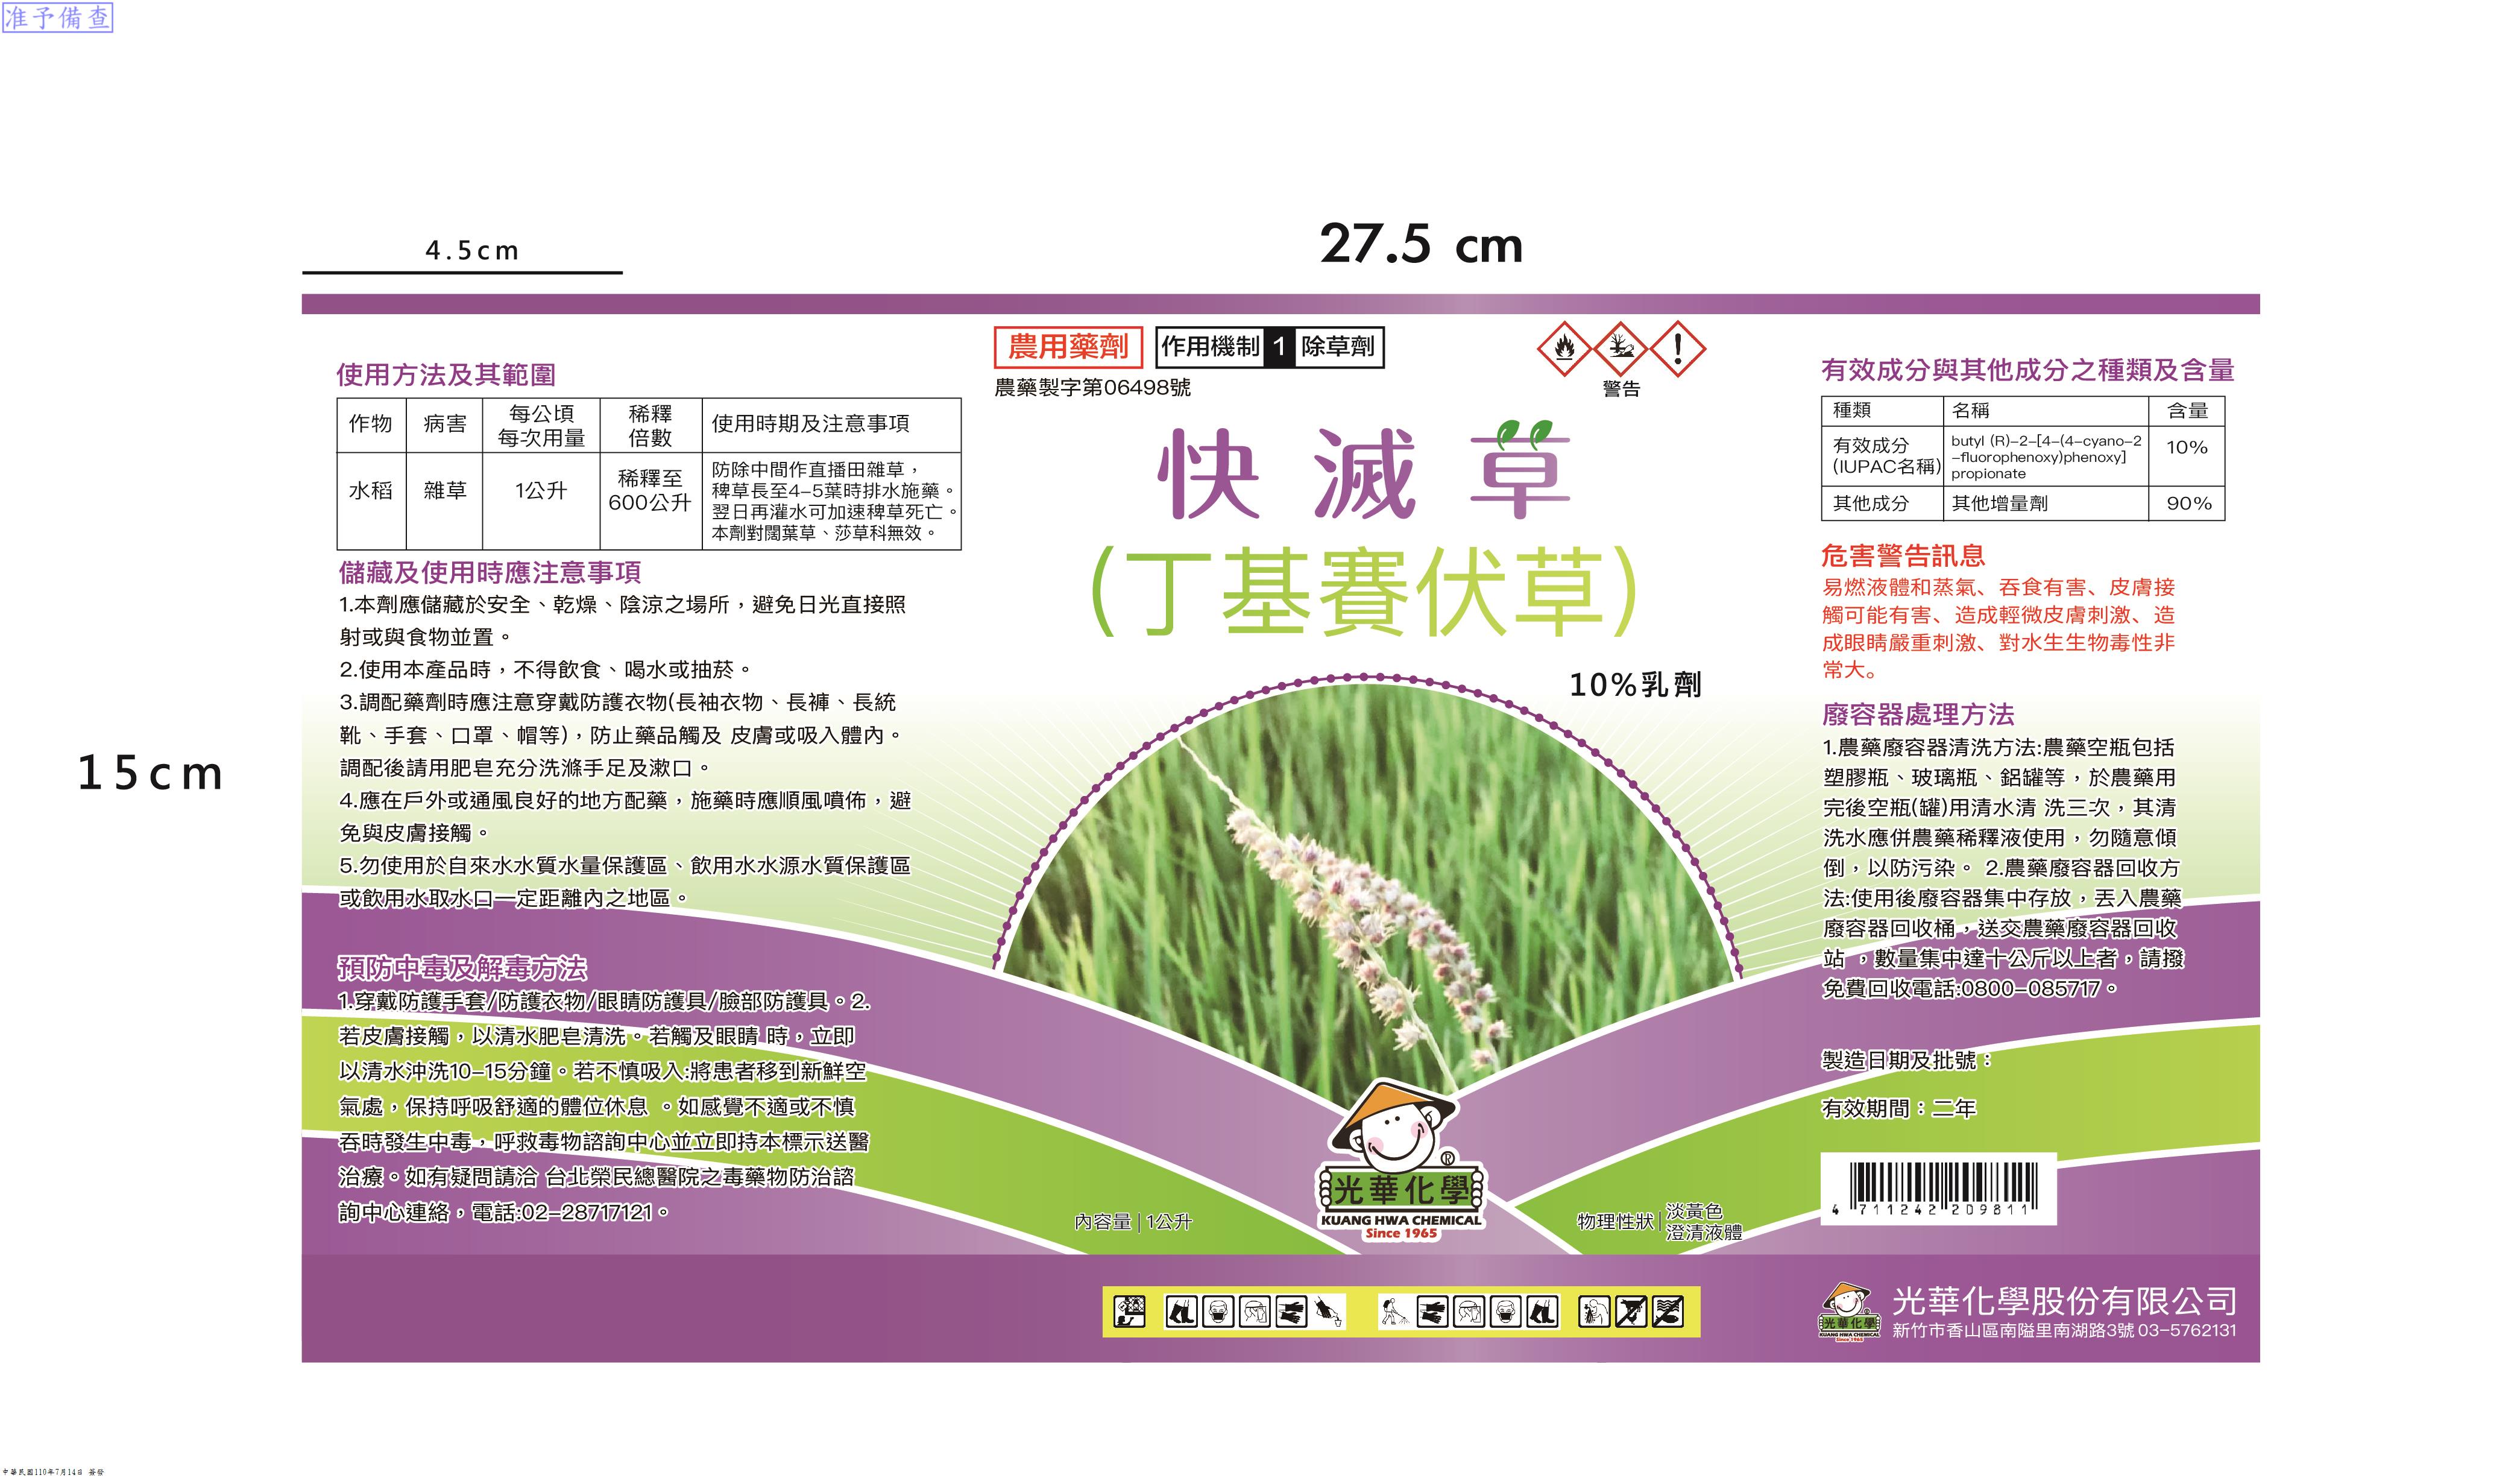 准予備查
4.5cm
27.5 cm
15cm
使用方法及其範圍
作物
病害
每公頃
每次用量
稀釋
倍數
使用時期及注意事項
水稻
雜草
1公升
稀釋至
600公升
防除中間作直播田雜草，
稗草長至4-5葉時排水施藥。
翌日再灌水可加速稗草死亡。
本劑對闊葉草、莎草科無效。
儲藏及使用時應注意事項
1.本劑應儲藏於安全、乾燥、陰涼之場所，避免日光直接照
射或與食物並置。
2.使用本產品時，不得飲食、喝水或抽菸。
3.調配藥劑時應注意穿戴防護衣物(長袖衣物、長褲、長統
靴、手套、口罩、帽等)，防止藥品觸及 皮膚或吸入體內。
調配後請用肥皂充分洗滌手足及漱口。
4.應在戶外或通風良好的地方配藥，施藥時應順風噴佈，避
免與皮膚接觸。
5.勿使用於自來水水質水量保護區、飲用水水源水質保護區
或飲用水取水口一定距離內之地區。
預防中毒及解毒方法
1.穿戴防護手套/防護衣物/眼睛防護具/臉部防護具。2.
若皮膚接觸，以清水肥皂清洗。若觸及眼睛 時，立即
以清水沖洗10-15分鐘。若不慎吸入:將患者移到新鮮空
氣處，保持呼吸舒適的體位休息 。如感覺不適或不慎
吞時發生中毒，呼救毒物諮詢中心並立即持本標示送醫
治療。如有疑問請洽 台北榮民總醫院之毒藥物防治諮
詢中心連絡，電話:02-28717121。
農用藥劑
作用機制 1 除草劑
農藥製字第06498號
警告
快滅草
(丁基賽伏草)
10%乳劑
®
光華化學
KUANG HWA CHEMICAL
Since 1965
內容量|1公升
物理性狀|淡黃色
澄清液體
有效成分與其他成分之種類及含量
種類
名稱
含量
有效成分
(IUPAC名稱)
butyl (R)-2-[4-(4-cyano-2
-fluorophenoxy)phenoxy]
propionate
10%
其他成分
其他增量劑
90%
危害警告訊息
易燃液體和蒸氣、吞食有害、皮膚接
觸可能有害、造成輕微皮膚刺激、造
成眼睛嚴重刺激、對水生生物毒性非
常大。
廢容器處理方法
1.農藥廢容器清洗方法:農藥空瓶包括
塑膠瓶、玻璃瓶、鋁罐等，於農藥用
完後空瓶(罐)用清水清 洗三次，其清
洗水應併農藥稀釋液使用，勿隨意傾
倒，以防污染。 2.農藥廢容器回收方
法:使用後廢容器集中存放，丟入農藥
廢容器回收桶，送交農藥廢容器回收
站 ，數量集中達十公斤以上者，請撥
免費回收電話:0800-085717。
製造日期及批號：
有效期間：二年
4 711242 209811
光華化學
KUANG HWA CHEMICAL
Since 1965
光華化學股份有限公司
新竹市香山區南隘里南湖路3號 03-5762131
中華民國110年7月14日 簽發